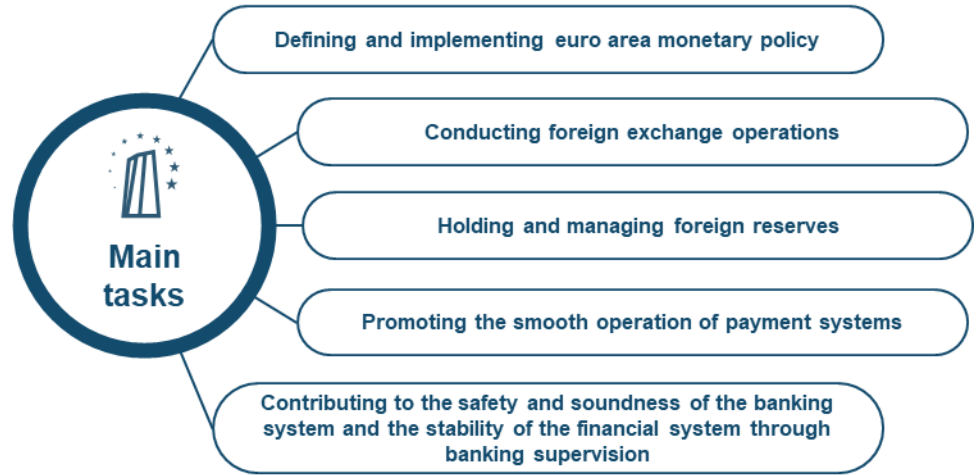 Defining and implementing euro area monetary policy
Conducting foreign exchange operations
Holding and managing foreign reserves
Main
tasks
Promoting the smooth operation of payment systems
Contributing to the safety and soundness of the banking
system and the stability of the financial system through
banking supervision